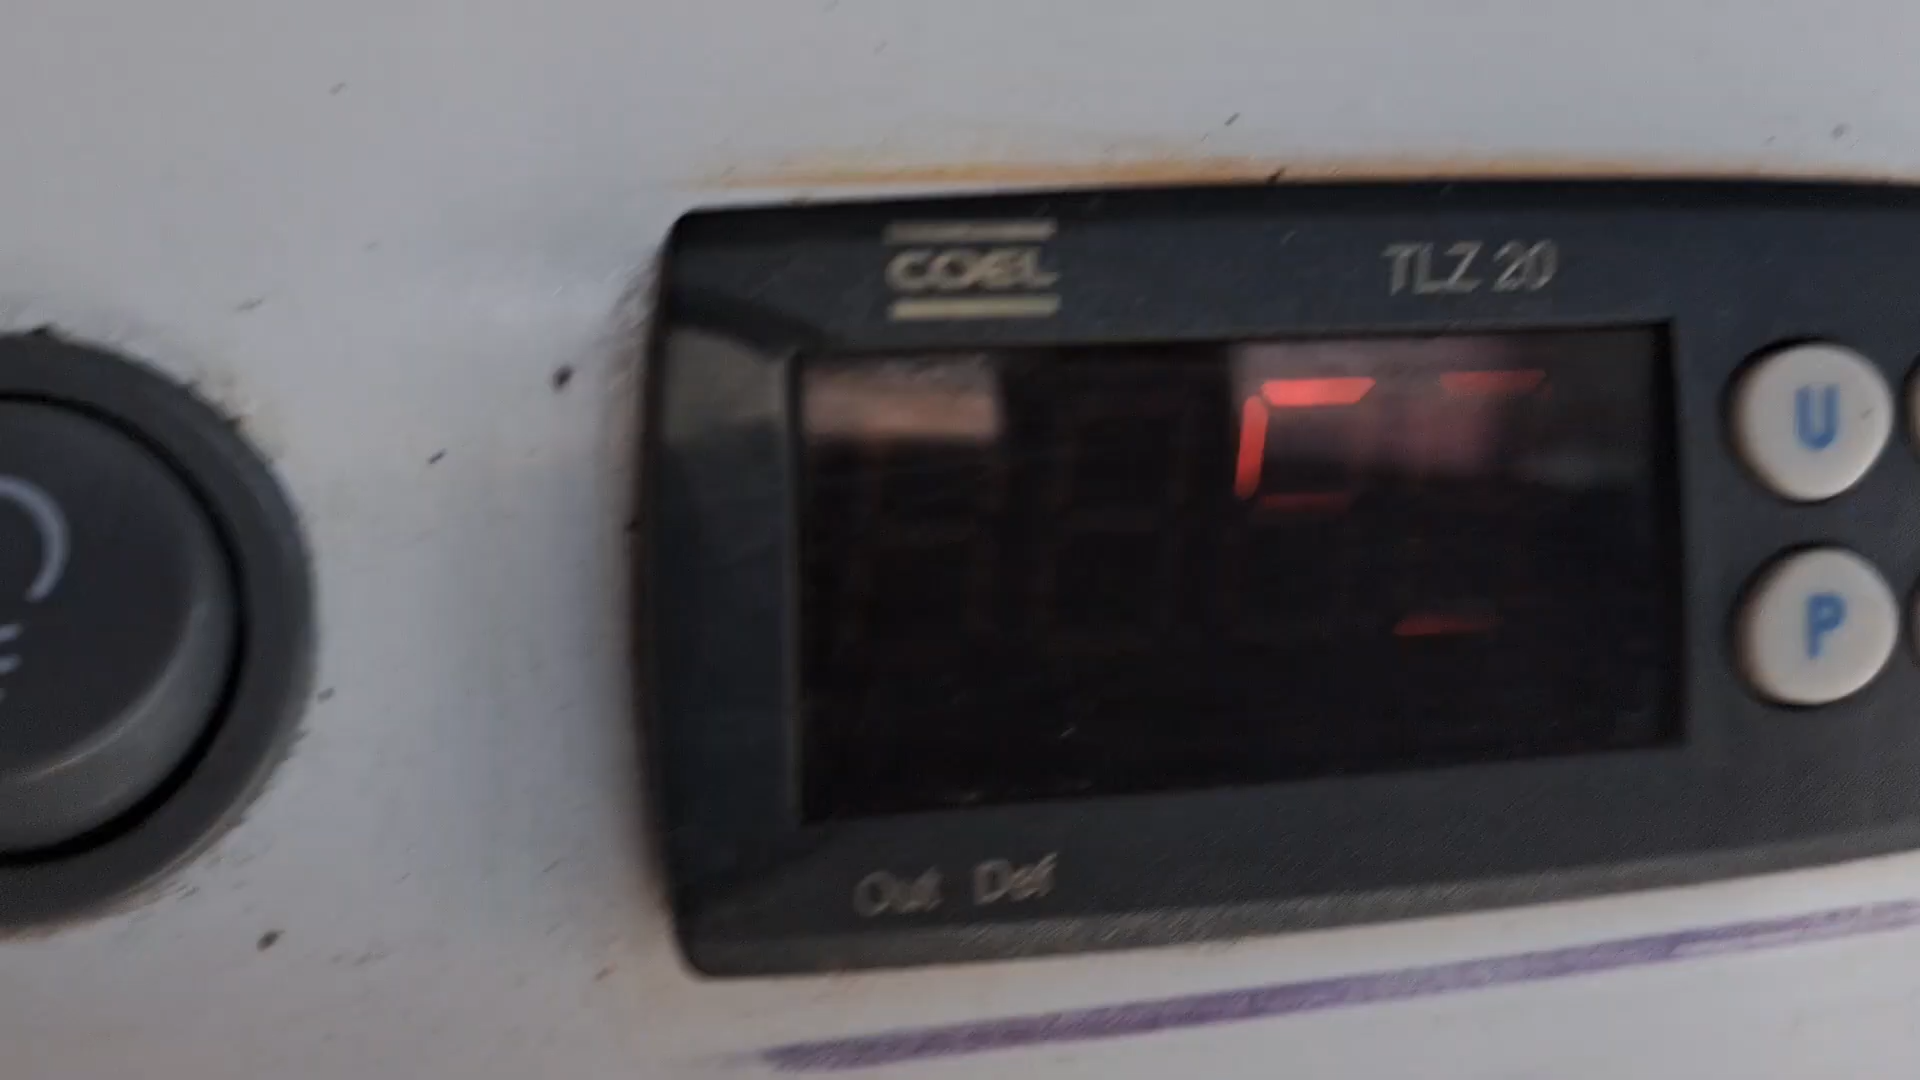 COEL
TLZ 20
U
P
Out Def